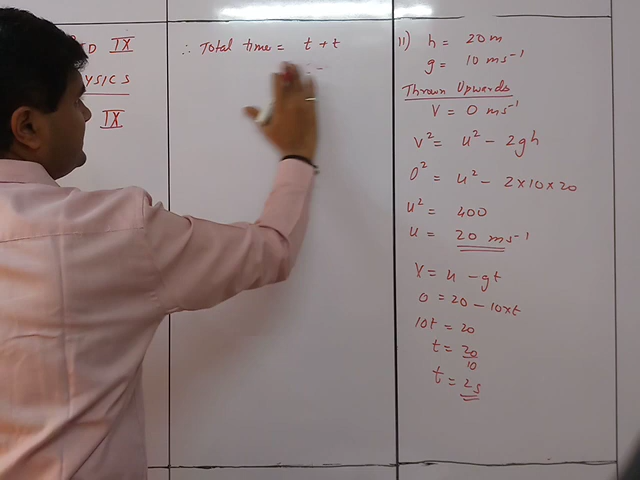 IX
YSICS
IX
∴ Total time = t + t
11) h = 20m
g = 10 ms⁻¹
Thrown Upwards
V = 0 ms⁻¹
V² = u² - 2gh
0² = u² - 2×10×20
u² = 400
u = 20 ms⁻¹
V = u - gt
0 = 20 - 10×t
10t = 20
t = 20/10
t = 2s